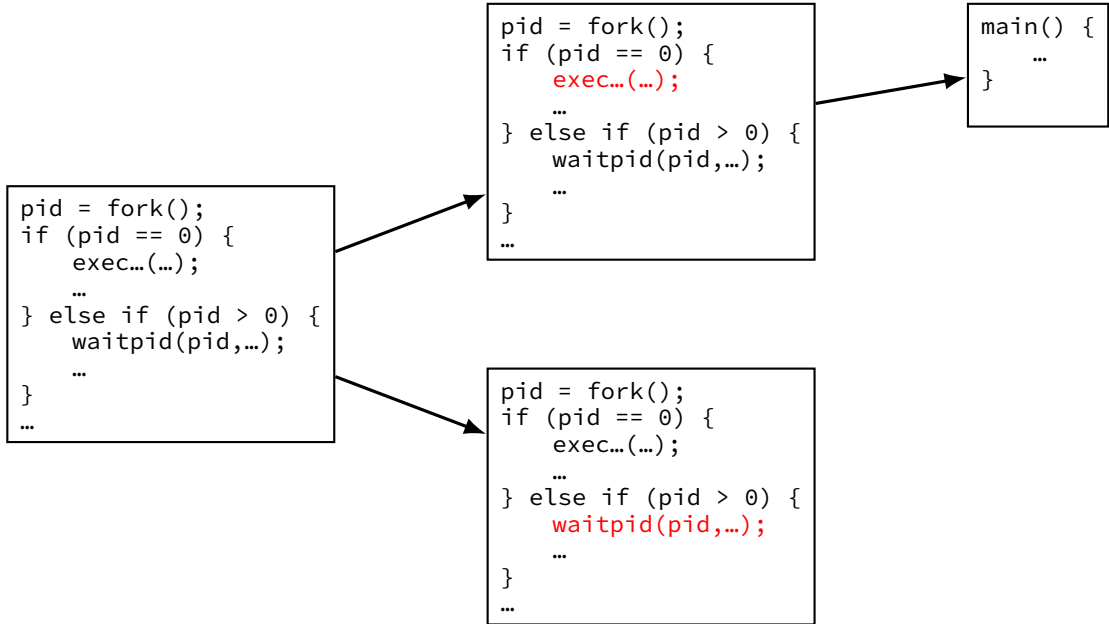 pid = fork();
if (pid == 0) {
    exec…(…);
    …
} else if (pid > 0) {
    waitpid(pid,…);
    …
}
…
pid = fork();
if (pid == 0) {
    exec…(…);
    …
} else if (pid > 0) {
    waitpid(pid,…);
    …
}
…
main() {
    …
}
pid = fork();
if (pid == 0) {
    exec…(…);
    …
} else if (pid > 0) {
    waitpid(pid,…);
    …
}
…